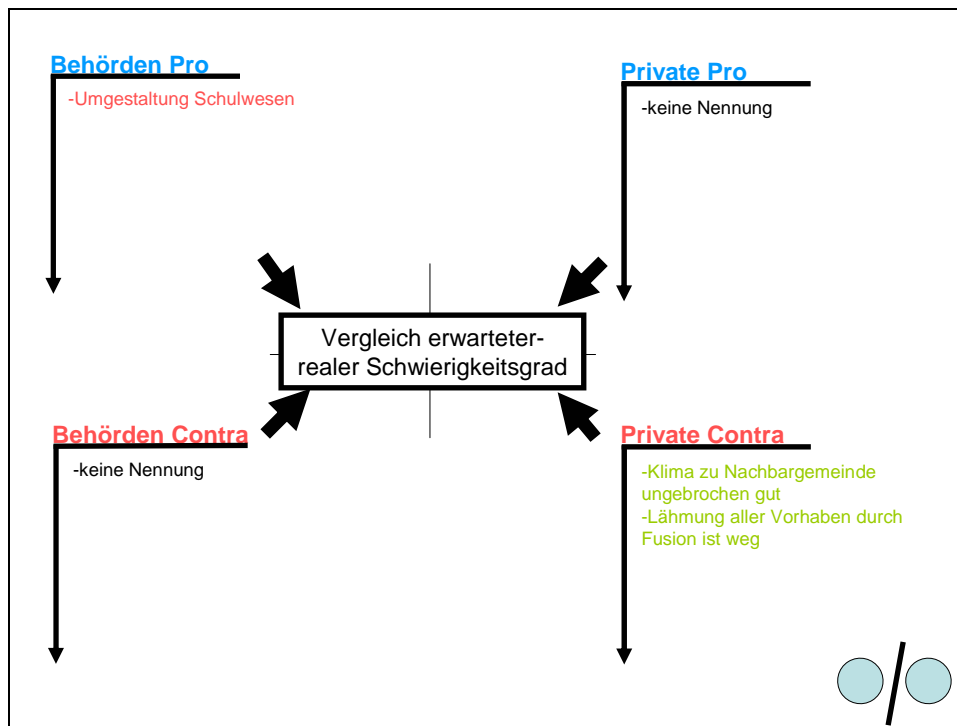 Behörden Pro
-Umgestaltung Schulwesen
Private Pro
-keine Nennung
Vergleich erwarteter-
realer Schwierigkeitsgrad
Behörden Contra
-keine Nennung
Private Contra
-Klima zu Nachbargemeinde
ungebrochen gut
-Lähmung aller Vorhaben durch
Fusion ist weg